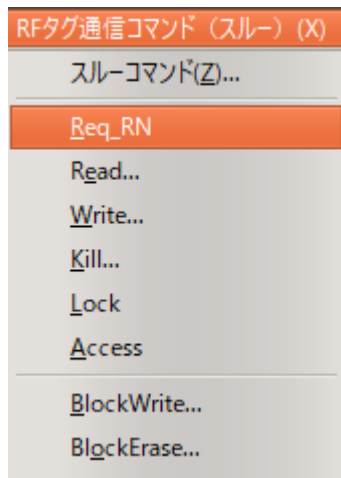 RFタグ通信コマンド（スルー）(X)
スルーコマンド(Z)...
Req_RN
Read...
Write...
Kill...
Lock
Access
BlockWrite...
BlockErase...